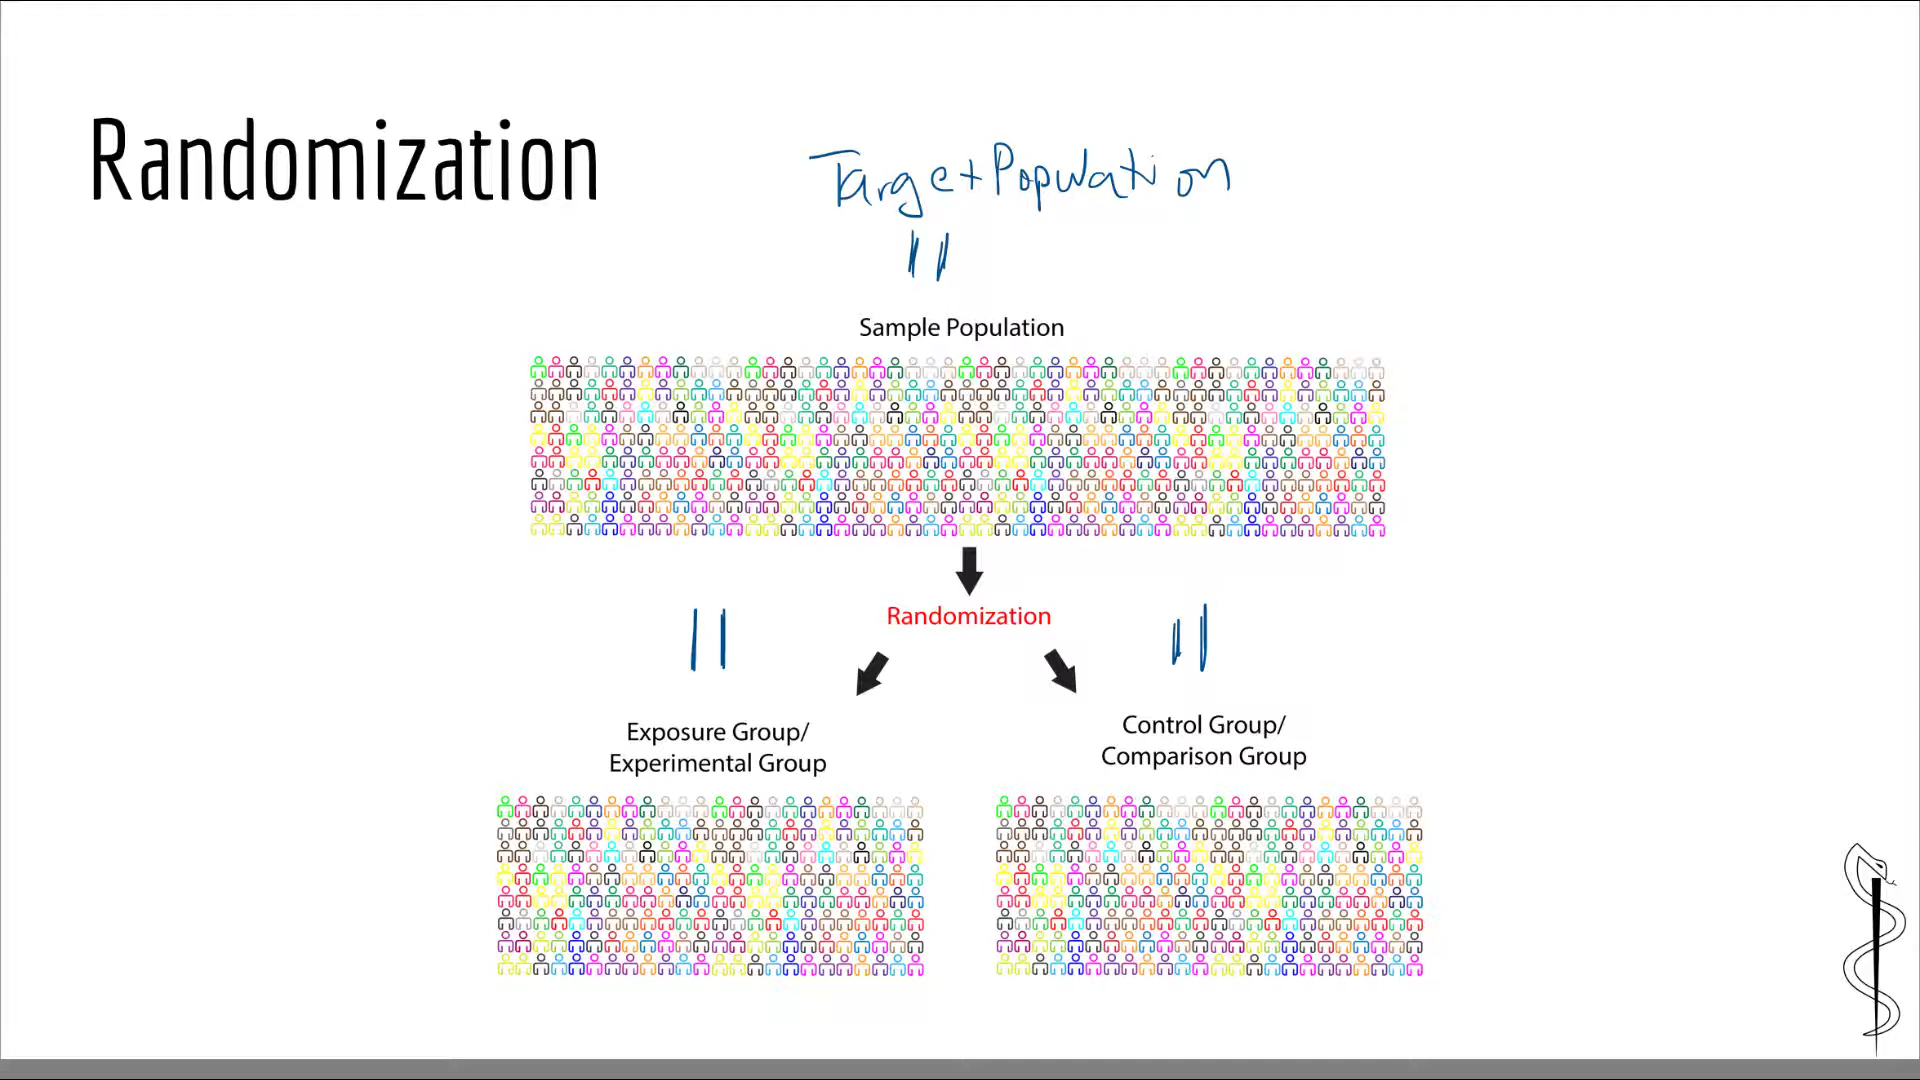 Randomization
Target Population
Sample Population
Randomization
Exposure Group/
Experimental Group
Control Group/
Comparison Group